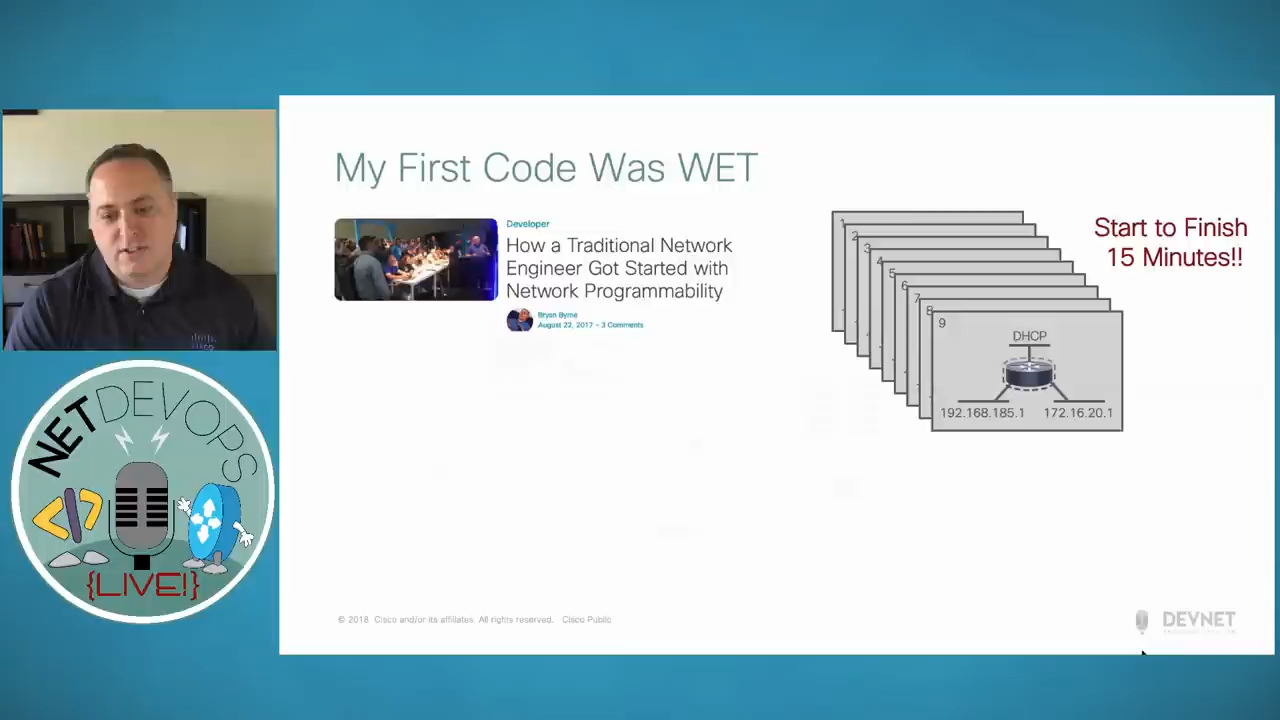 My First Code Was WET
Developer
How a Traditional Network
Engineer Got Started with
Network Programmability
Bryan Byrne
August 22, 2017 - 3 Comments
Start to Finish
15 Minutes!!
1
2
3
4
5
6
7
8
9
DHCP
192.168.185.1
172.16.20.1
NETDEVOPS
{LIVE!}
© 2018 Cisco and/or its affiliates. All rights reserved. Cisco Public
DEVNET